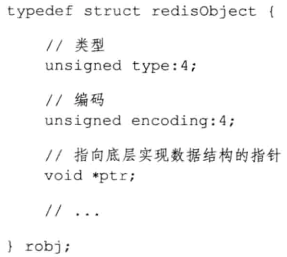 typedef struct redisObject {
// 类型
unsigned type:4;
// 编码
unsigned encoding:4;
// 指向底层实现数据结构的指针
void *ptr;
// ...
} robj;